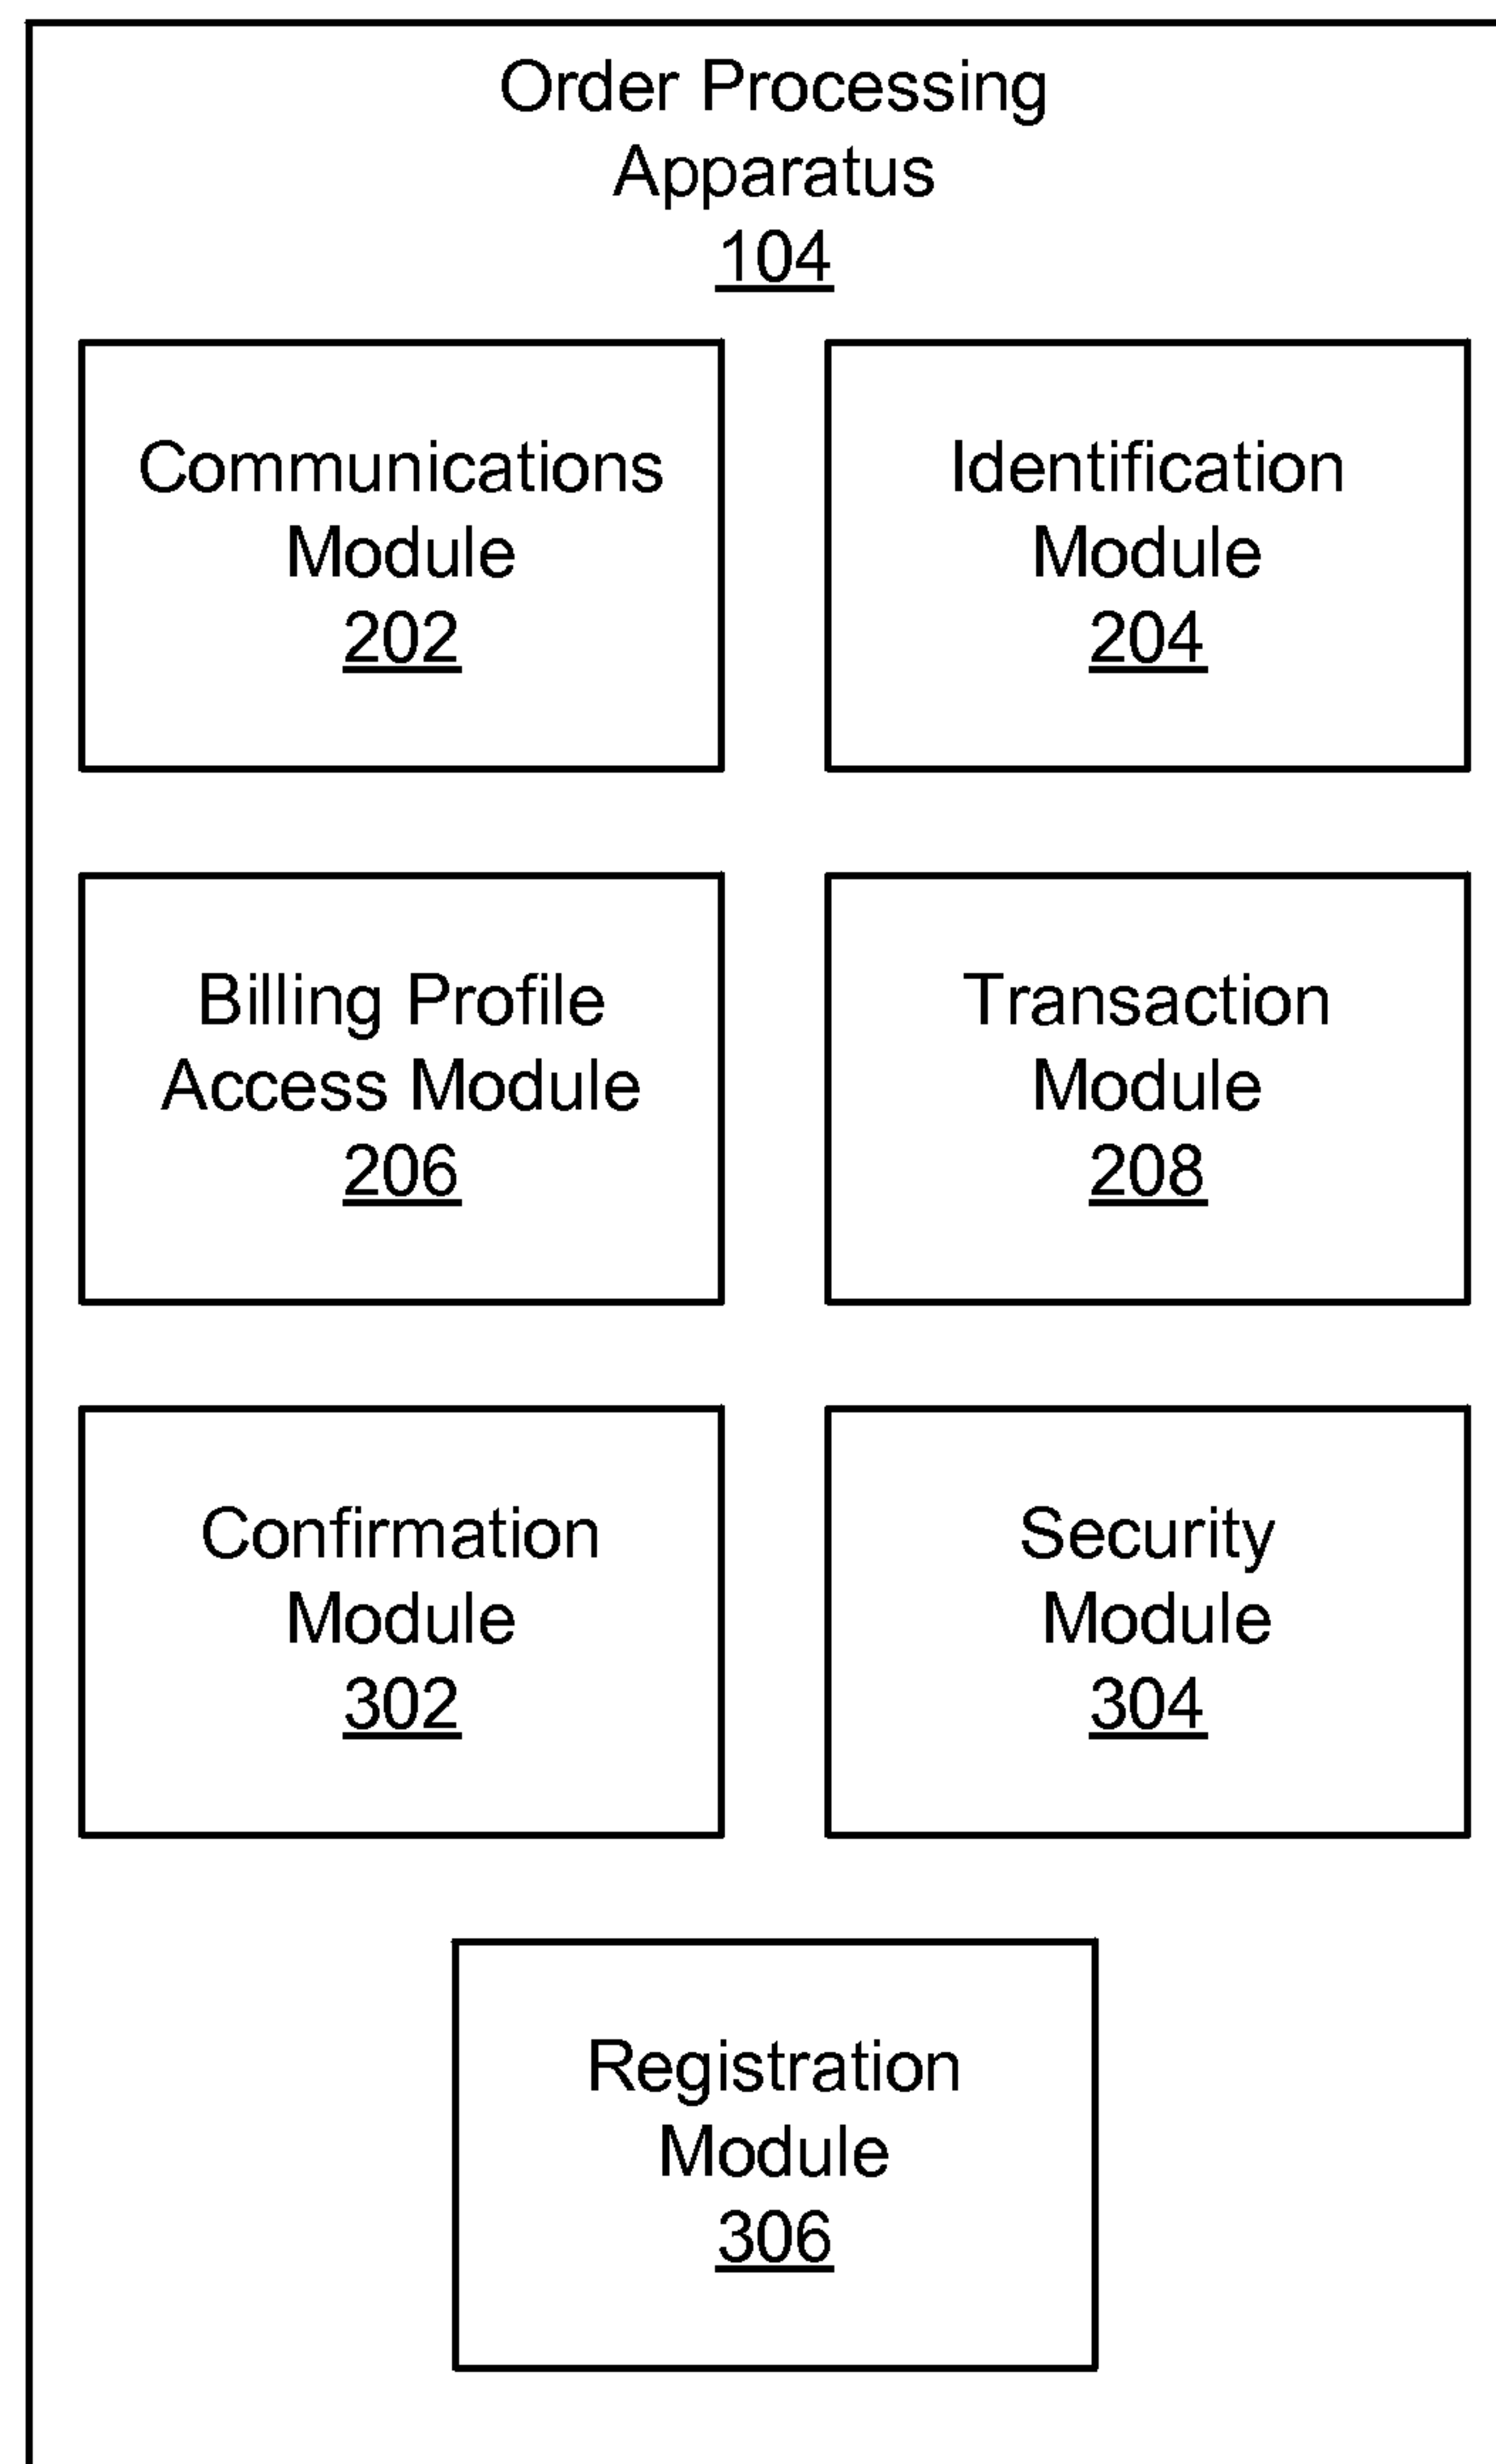 Order Processing
Apparatus
104
Communications
Module
202
Identification
Module
204
Billing Profile
Access Module
206
Transaction
Module
208
Confirmation
Module
302
Security
Module
304
Registration
Module
306